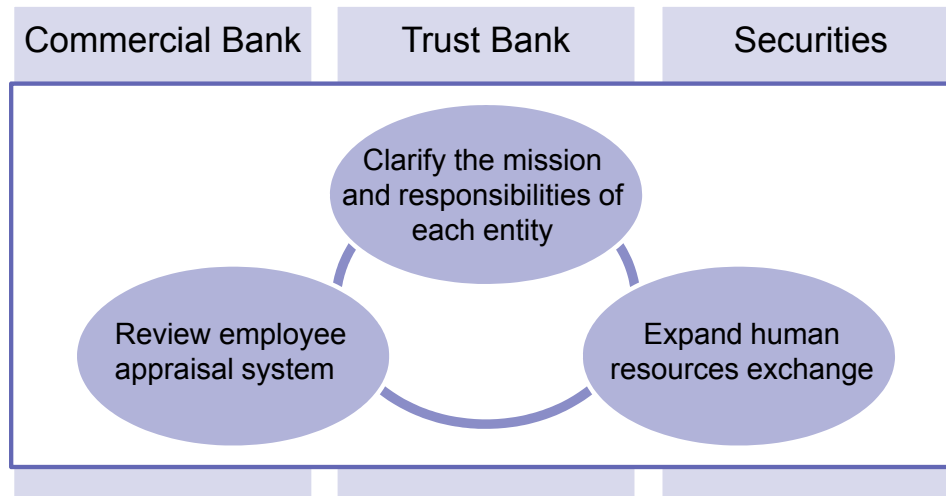 Commercial Bank
Trust Bank
Securities
Clarify the mission
and responsibilities of
each entity
Review employee
appraisal system
Expand human
resources exchange